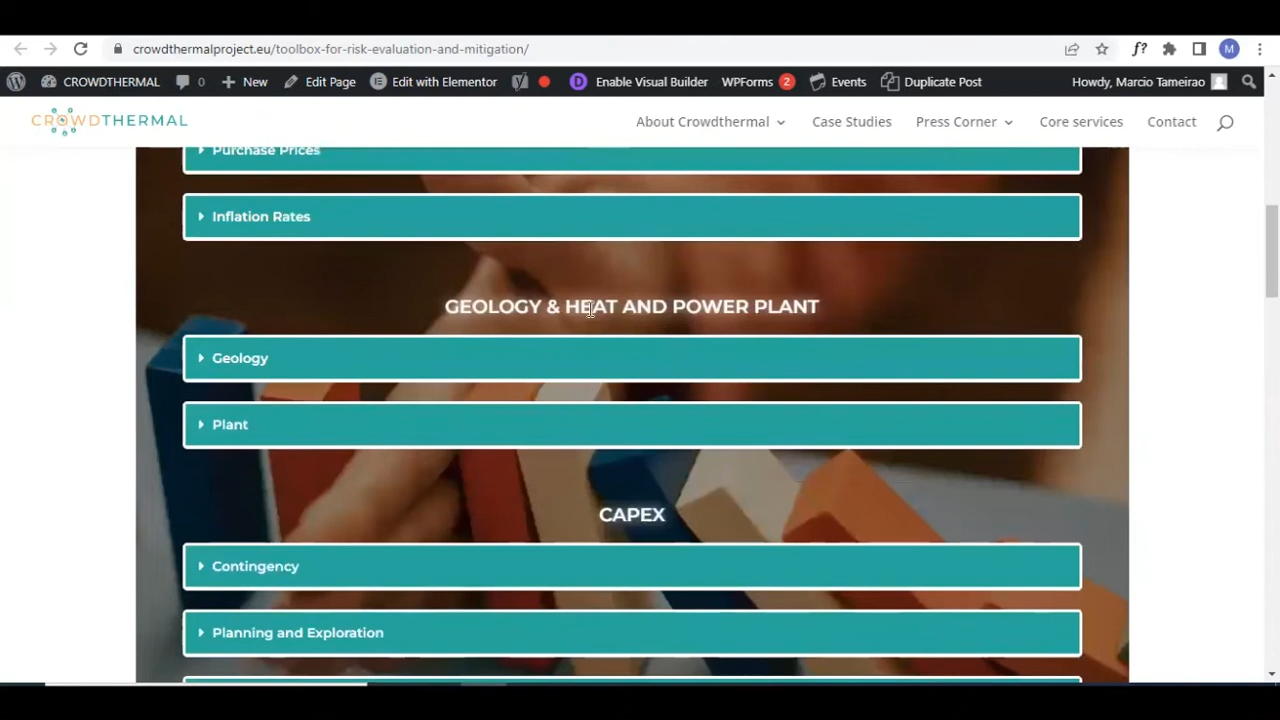 crowdthermalproject.eu/toolbox-for-risk-evaluation-and-mitigation/
f?
M
CROWDTHERMAL
0
New
Edit Page
Edit with Elementor
D
Enable Visual Builder
WPForms 2
Events
Duplicate Post
Howdy, Marcio Tameirao
CROWDTHERMAL
About Crowdthermal
Case Studies
Press Corner
Core services
Contact
Purchase Prices
Inflation Rates
GEOLOGY & HEAT AND POWER PLANT
Geology
Plant
CAPEX
Contingency
Planning and Exploration